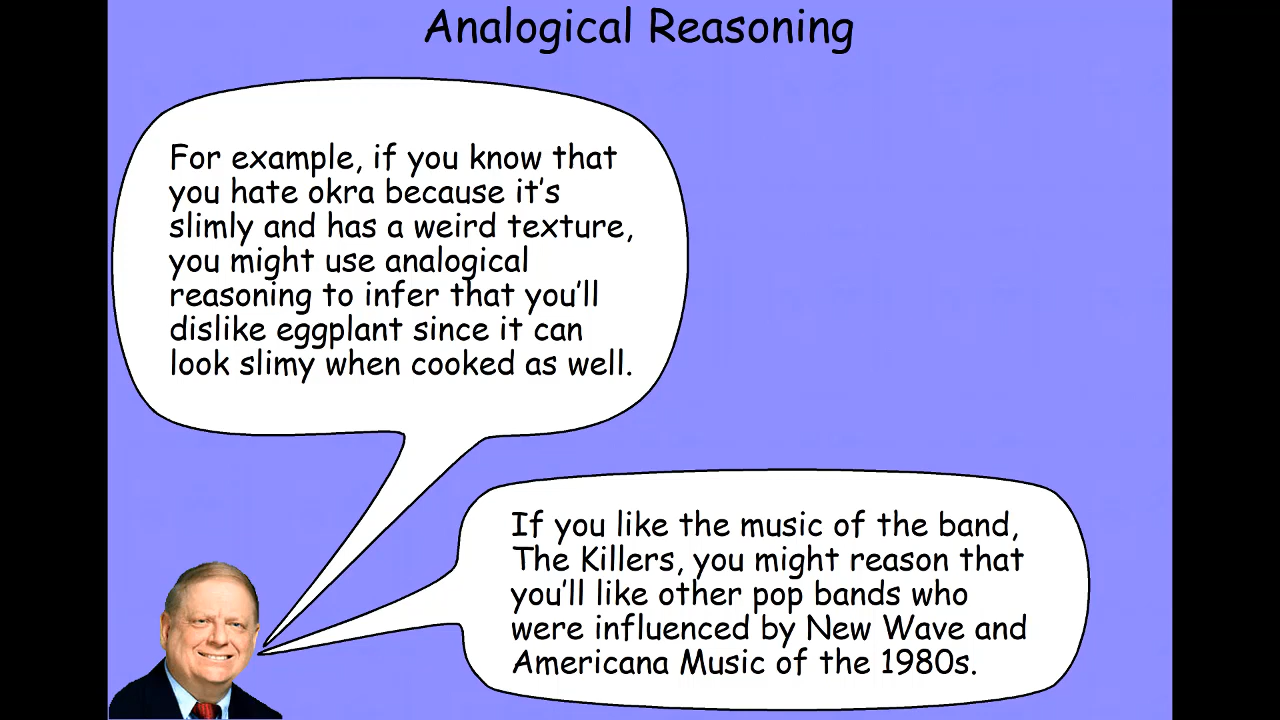 Analogical Reasoning
For example, if you know that
you hate okra because it's
slimly and has a weird texture,
you might use analogical
reasoning to infer that you'll
dislike eggplant since it can
look slimy when cooked as well.
If you like the music of the band,
The Killers, you might reason that
you'll like other pop bands who
were influenced by New Wave and
Americana Music of the 1980s.